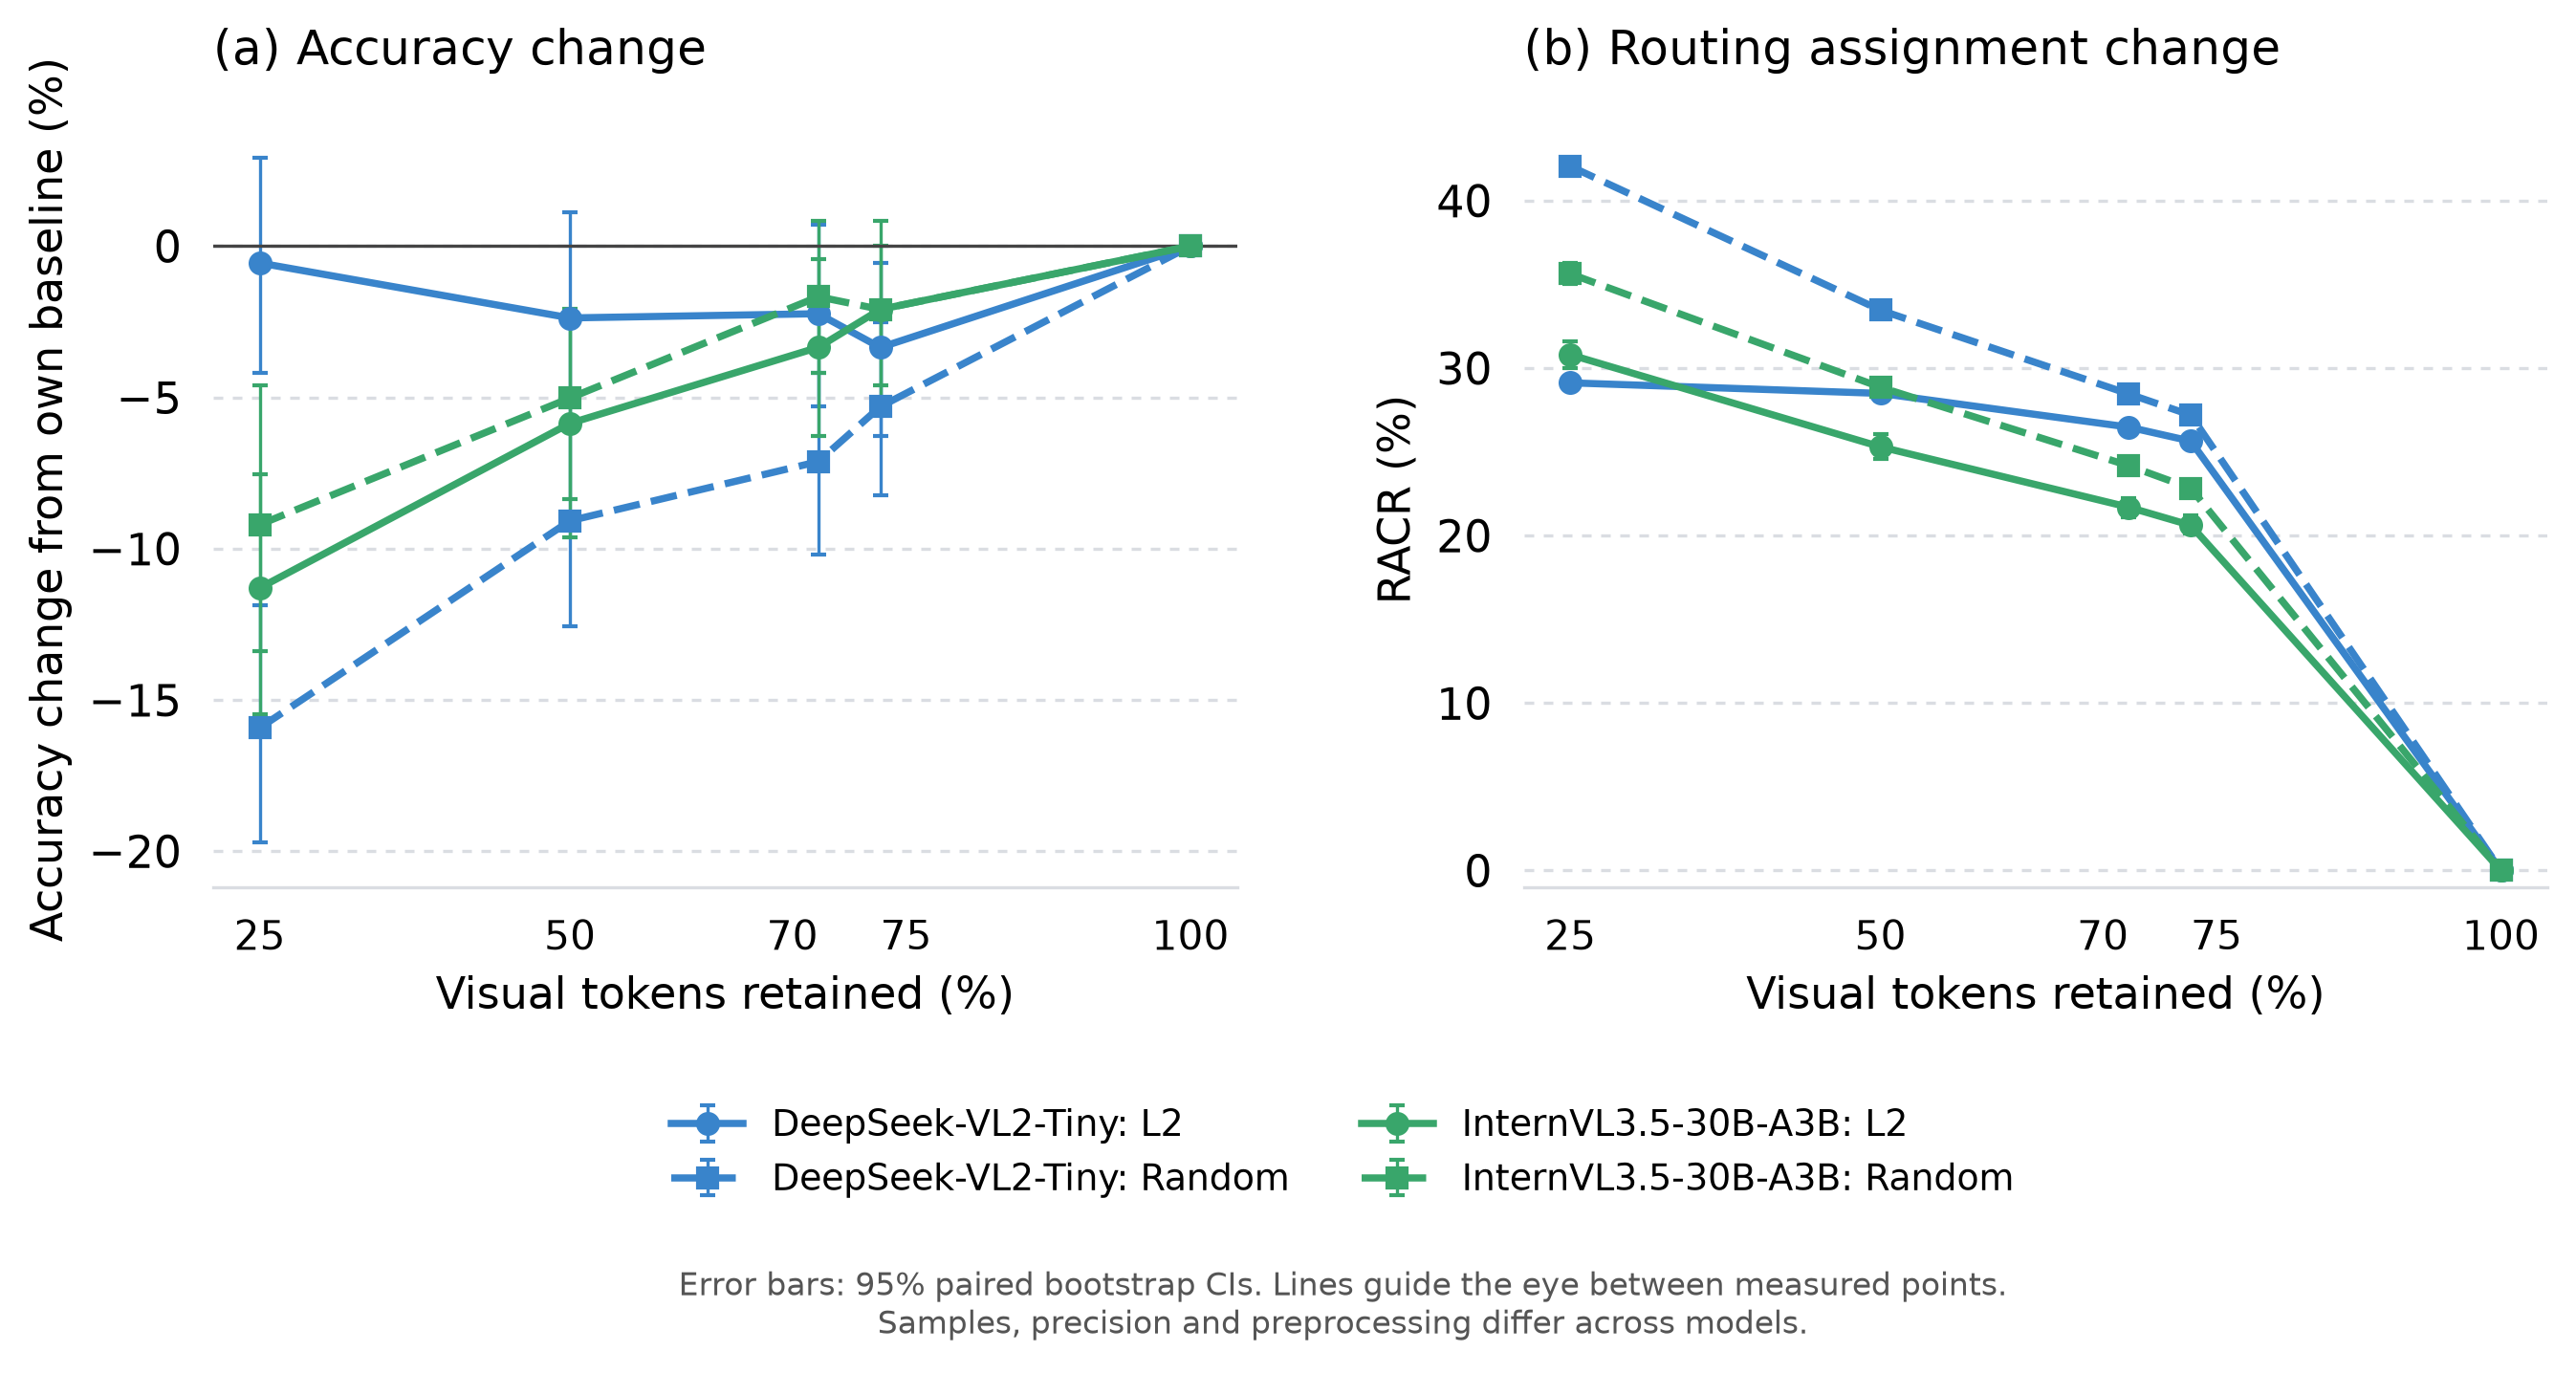 (a) Accuracy change
Accuracy change from own baseline (%)
0
−5
−10
−15
−20
25 50 70 75 100
Visual tokens retained (%)
(b) Routing assignment change
RACR (%)
40
30
20
10
0
25 50 70 75 100
Visual tokens retained (%)
DeepSeek-VL2-Tiny: L2
DeepSeek-VL2-Tiny: Random
InternVL3.5-30B-A3B: L2
InternVL3.5-30B-A3B: Random
Error bars: 95% paired bootstrap CIs. Lines guide the eye between measured points.
Samples, precision and preprocessing differ across models.